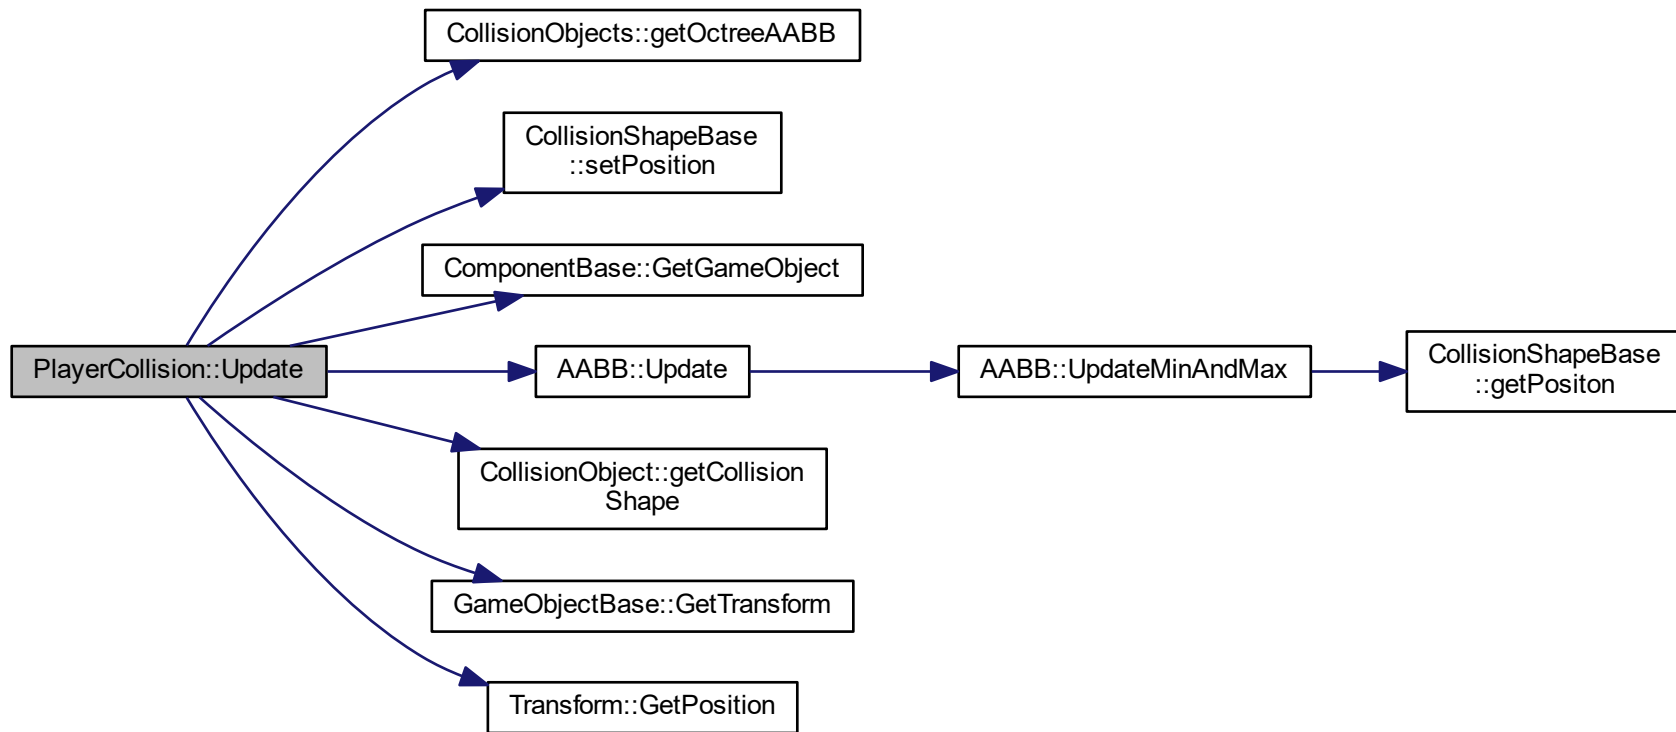 CollisionObjects::getOctreeAABB
CollisionShapeBase
::setPosition
ComponentBase::GetGameObject
PlayerCollision::Update
AABB::Update
AABB::UpdateMinAndMax
CollisionShapeBase
::getPositon
CollisionObject::getCollision
Shape
GameObjectBase::GetTransform
Transform::GetPosition